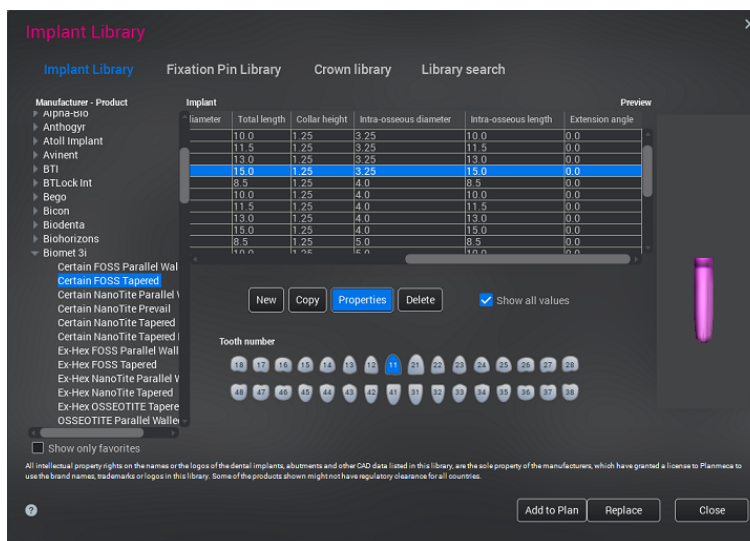 Implant Library
Implant Library Fixation Pin Library Crown library Library search
Manufacturer - Product Implant Preview
Alpha-Bio
Anthogyr
Atoll Implant
Avinent
BTI
BTLock Int
Bego
Bicon
Biodenta
Biohorizons
Biomet 3i
Certain FOSS Parallel Wal
Certain FOSS Tapered
Certain NanoTite Parallel V
Certain NanoTite Prevail
Certain NanoTite Tapered
Certain NanoTite Tapered
Ex-Hex FOSS Parallel Wall
Ex-Hex FOSS Tapered
Ex-Hex NanoTite Parallel W
Ex-Hex NanoTite Tapered
Ex-Hex OSSEOTITE Tapere
OSSEOTITE Parallel Walle
Show only favorites
diameter Total length Collar height Intra-osseous diameter Intra-osseous length Extension angle
10.0 1.25 3.25 10.0 0.0
11.5 1.25 3.25 11.5 0.0
13.0 1.25 3.25 13.0 0.0
15.0 1.25 3.25 15.0 0.0
8.5 1.25 4.0 8.5 0.0
10.0 1.25 4.0 10.0 0.0
11.5 1.25 4.0 11.5 0.0
13.0 1.25 4.0 13.0 0.0
15.0 1.25 4.0 15.0 0.0
8.5 1.25 5.0 8.5 0.0
10.0 1.25 5.0 10.0 0.0
New Copy Properties Delete Show all values
Tooth number
18 17 16 15 14 13 12 11 21 22 23 24 25 26 27 28
48 47 46 45 44 43 42 41 31 32 33 34 35 36 37 38
All intellectual property rights on the names or the logos of the dental implants, abutments and other CAD data listed in this library, are the sole property of the manufacturers, which have granted a license to Planmeca to
use the brand names, trademarks or logos in this library. Some of the products shown might not have regulatory clearance for all countries.
? Add to Plan Replace Close